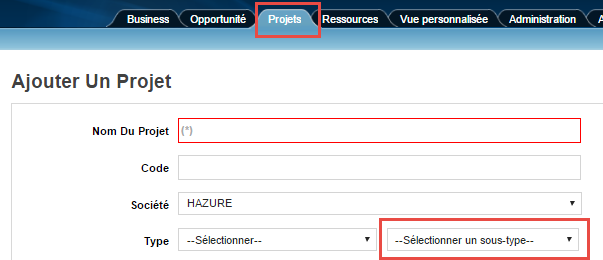 Business Opportunité Projets Ressources Vue personnalisée Administration A
Ajouter Un Projet
Nom Du Projet (*)
Code
Société HAZURE
Type --Sélectionner-- --Sélectionner un sous-type--